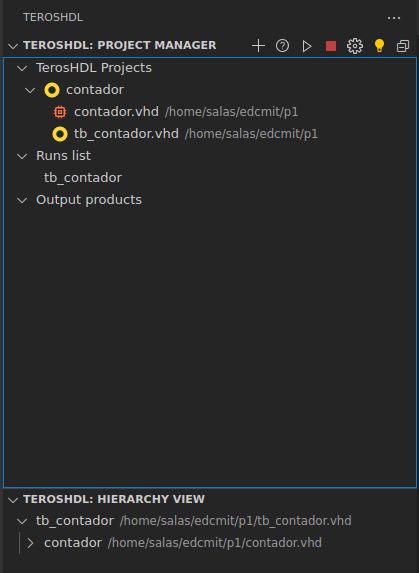 TEROSHDL
TEROSHDL: PROJECT MANAGER
TerosHDL Projects
contador
contador.vhd /home/salas/edcmit/p1
tb_contador.vhd /home/salas/edcmit/p1
Runs list
tb_contador
Output products
TEROSHDL: HIERARCHY VIEW
tb_contador /home/salas/edcmit/p1/tb_contador.vhd
contador /home/salas/edcmit/p1/contador.vhd